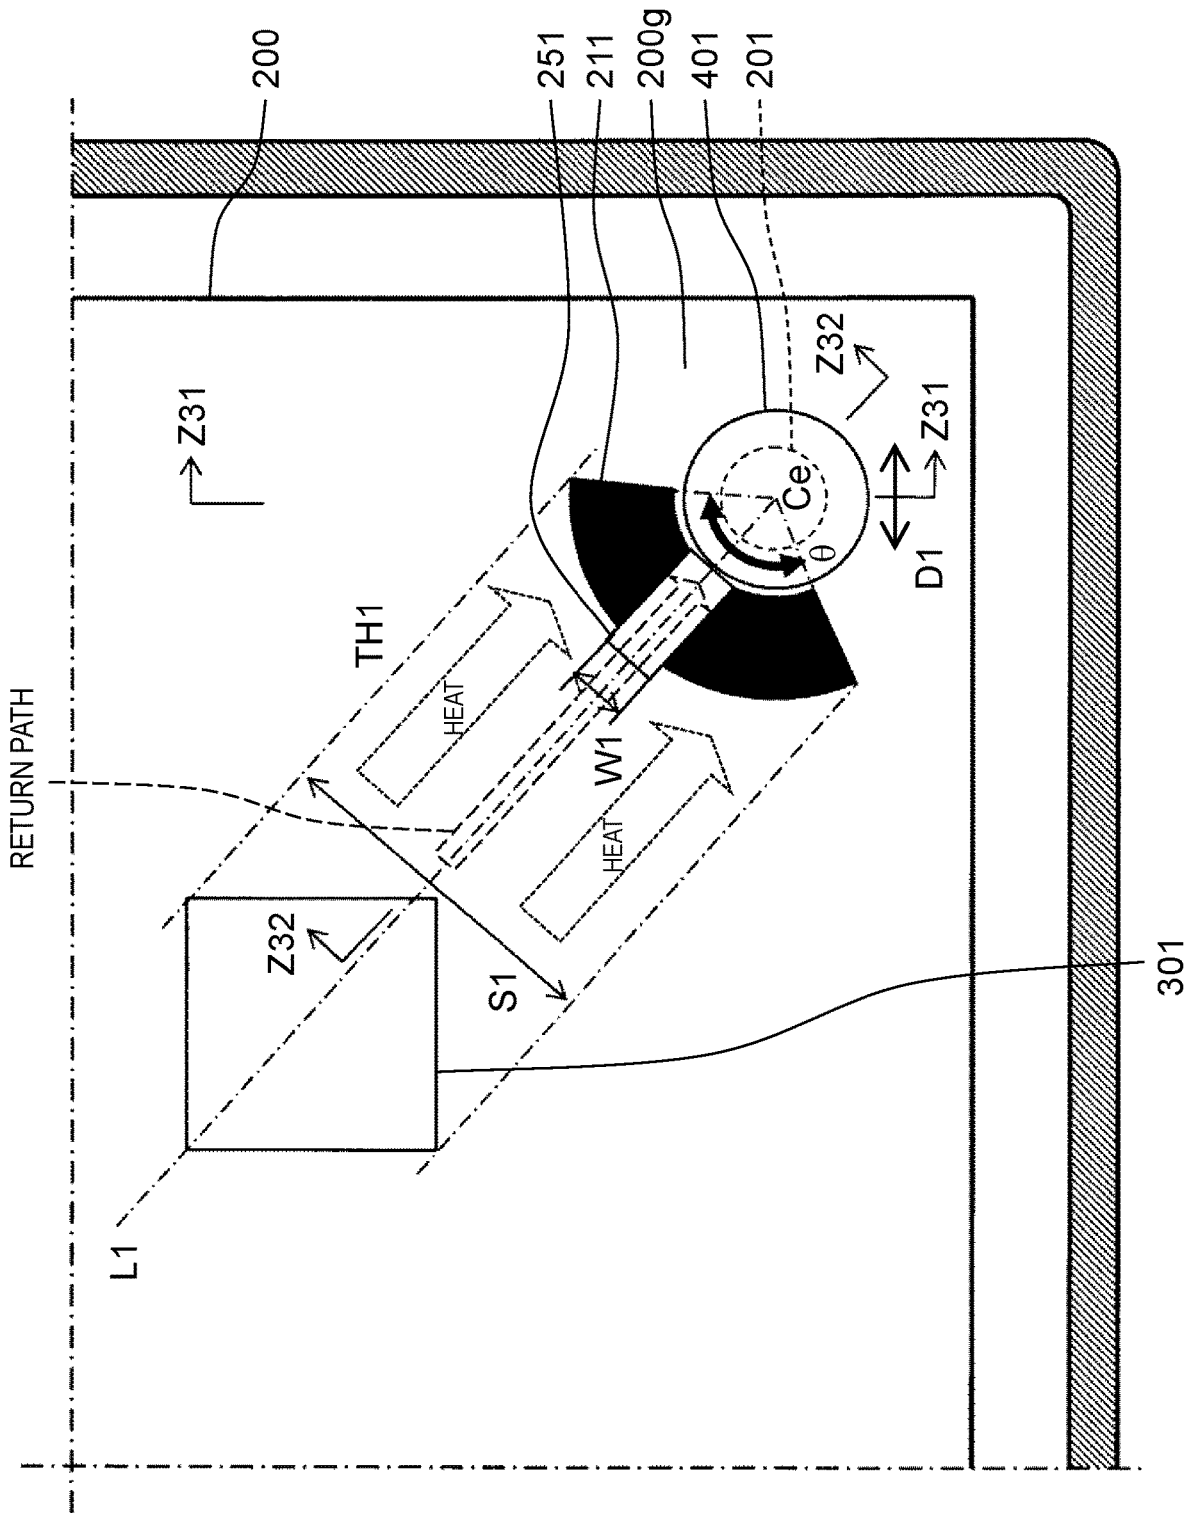 200
251
211
200g
401
201
Z31
Z32
Z31
D1
Ce
θ
TH1
HEAT
W1
HEAT
RETURN PATH
Z32
S1
301
L1